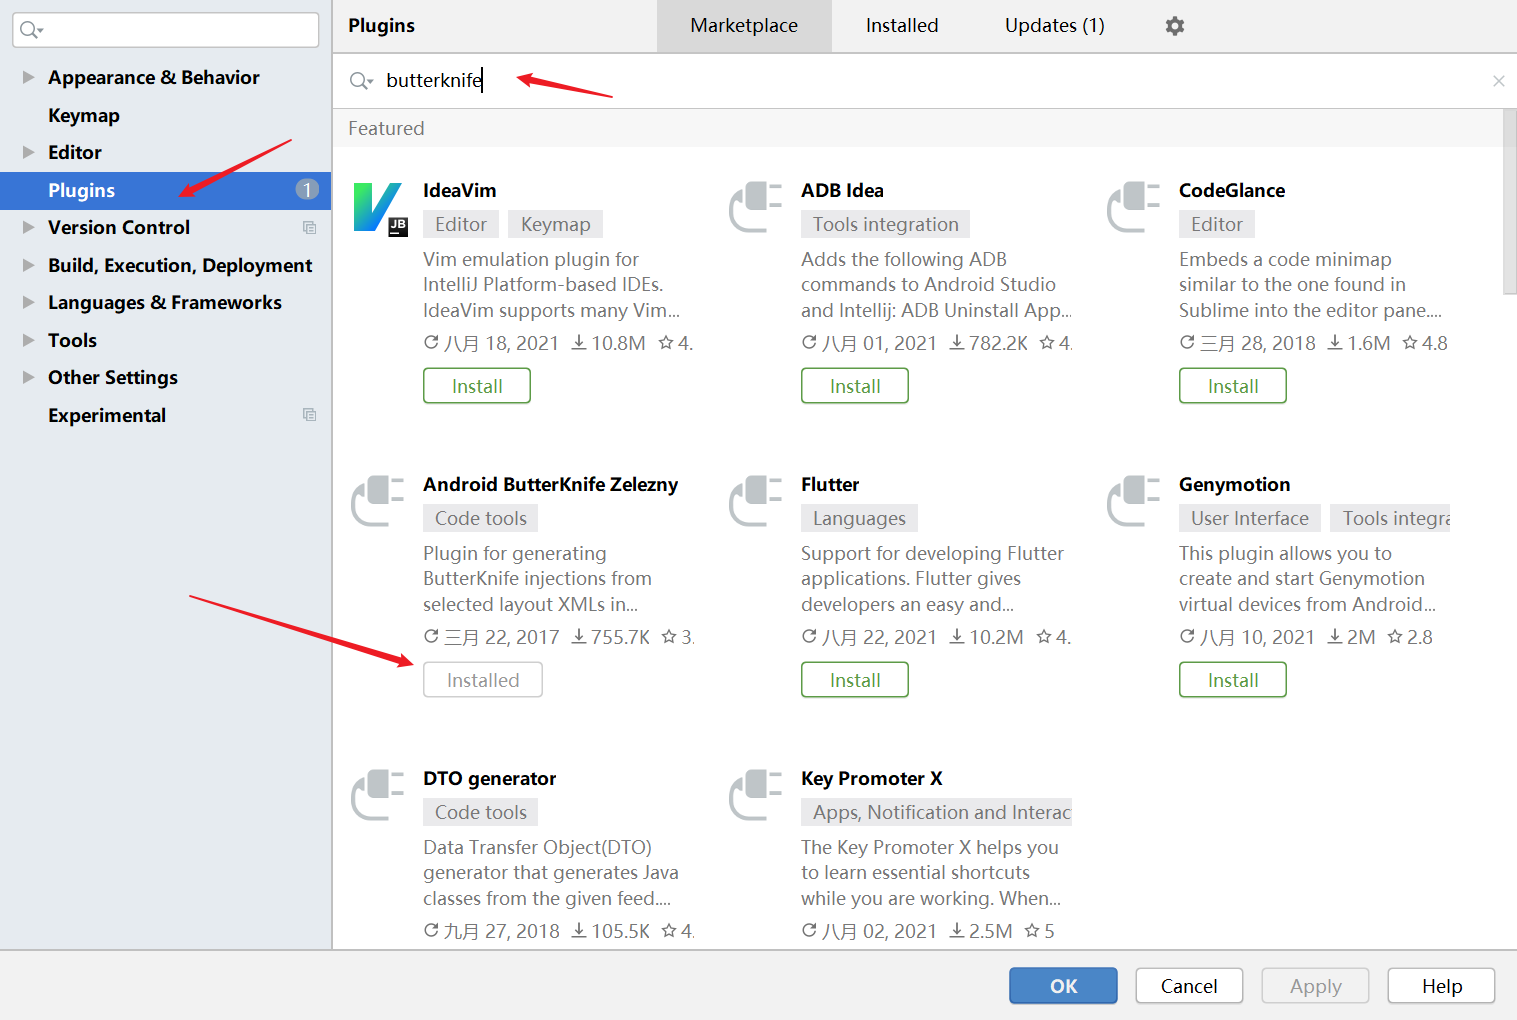 Plugins
Marketplace
Installed
Updates (1)
Appearance & Behavior
Keymap
Editor
Plugins
1
Version Control
Build, Execution, Deployment
Languages & Frameworks
Tools
Other Settings
Experimental
butterknife
Featured
IdeaVim
Editor
Keymap
Vim emulation plugin for
IntelliJ Platform-based IDEs.
IdeaVim supports many Vim...
八月 18, 2021 10.8M 4.
Install
JB
ADB Idea
Tools integration
Adds the following ADB
commands to Android Studio
and Intellij: ADB Uninstall App...
八月 01, 2021 782.2K 4.
Install
CodeGlance
Editor
Embeds a code minimap
similar to the one found in
Sublime into the editor pane....
三月 28, 2018 1.6M 4.8
Install
Android ButterKnife Zelezny
Code tools
Plugin for generating
ButterKnife injections from
selected layout XMLs in...
三月 22, 2017 755.7K 3.
Installed
Flutter
Languages
Support for developing Flutter
applications. Flutter gives
developers an easy and...
八月 22, 2021 10.2M 4.
Install
Genymotion
User Interface
Tools integra
This plugin allows you to
create and start Genymotion
virtual devices from Android...
八月 10, 2021 2M 2.8
Install
DTO generator
Code tools
Data Transfer Object(DTO)
generator that generates Java
classes from the given feed....
九月 27, 2018 105.5K 4.
Key Promoter X
Apps, Notification and Interac
The Key Promoter X helps you
to learn essential shortcuts
while you are working. When...
八月 02, 2021 2.5M 5
OK
Cancel
Apply
Help